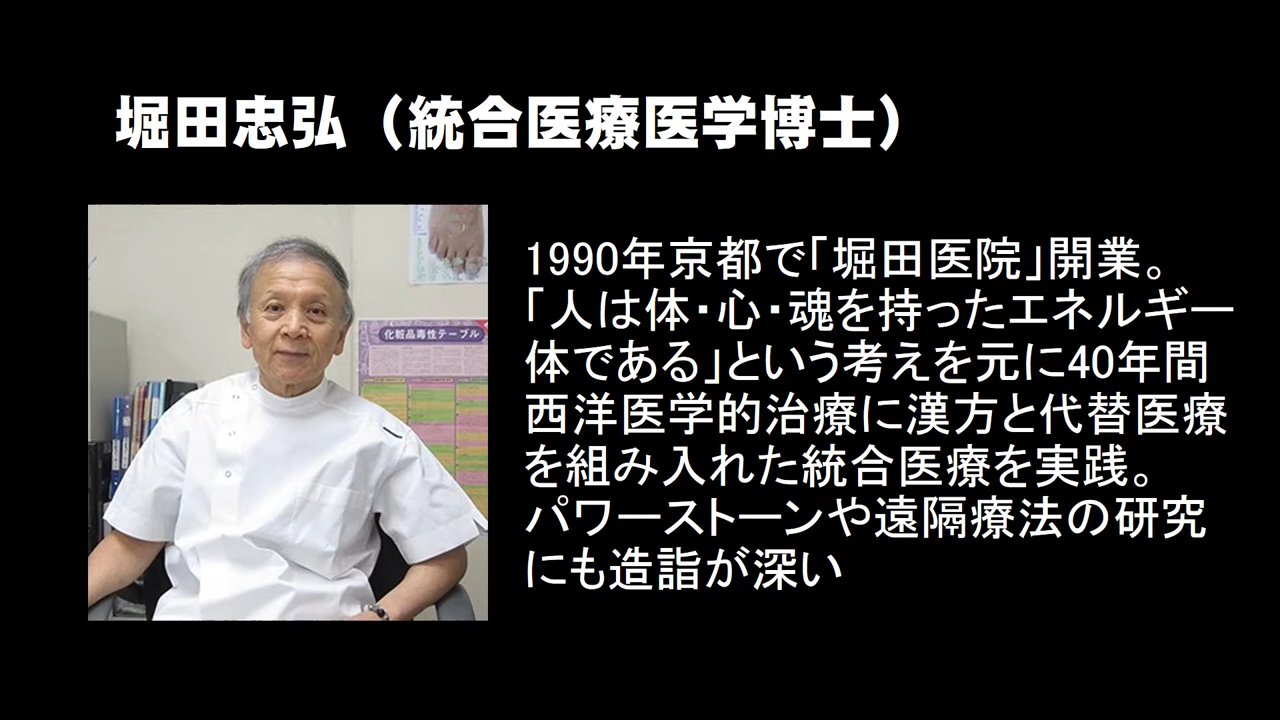 堀田忠弘（統合医療医学博士）
1990年京都で「堀田医院」開業。
「人は体・心・魂を持ったエネルギー
体である」という考えを元に40年間
西洋医学的治療に漢方と代替医療
を組み入れた統合医療を実践。
パワーストーンや遠隔療法の研究
にも造詣が深い
化粧品毒性テーブル